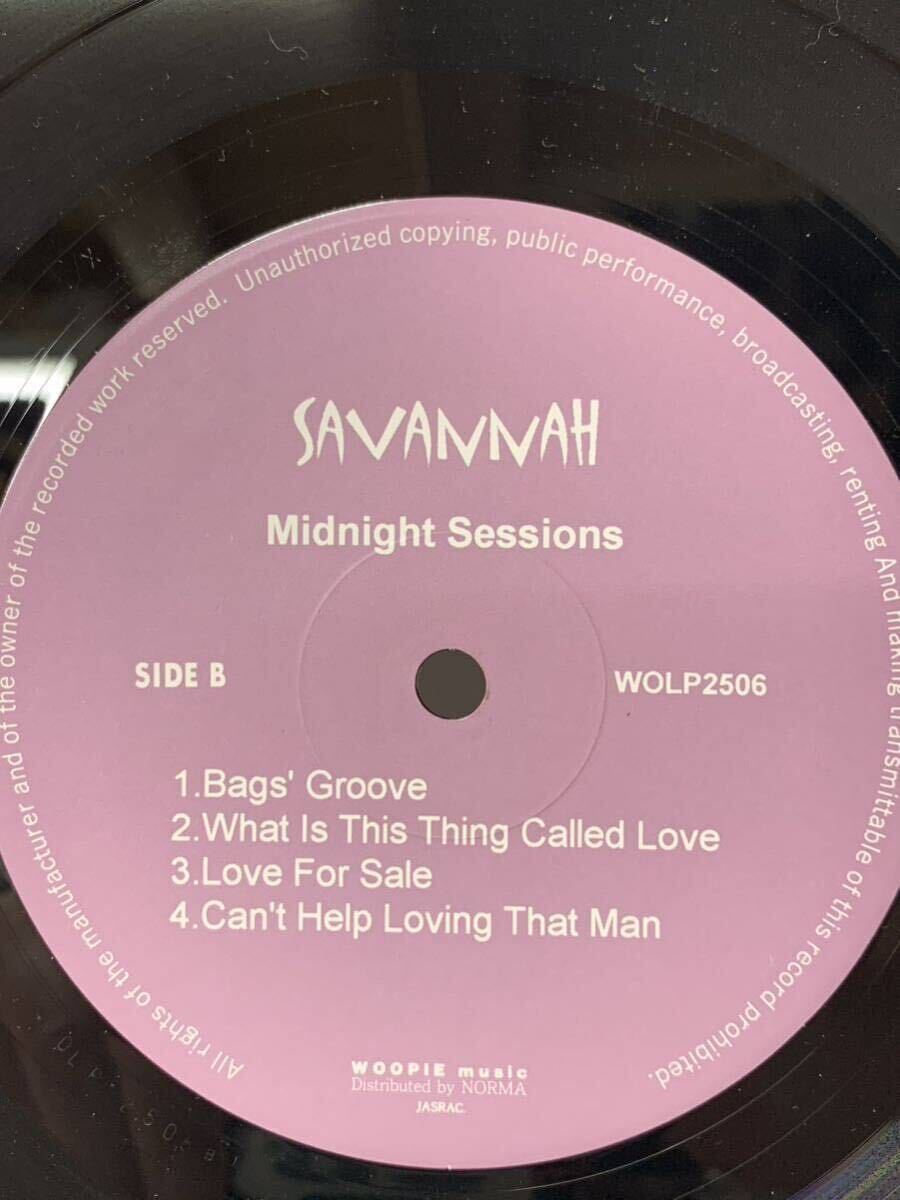 All rights of the manufacturer and of the owner of the recorded work reserved. Unauthorized copying, public performance, broadcasting, renting And making transmittable of this record prohibited.
SAVANNAH
Midnight Sessions
SIDE B
WOLP2506
1.Bags' Groove
2.What Is This Thing Called Love
3.Love For Sale
4.Can't Help Loving That Man
WOOPIE music
Distributed by NORMA
JASRAC.